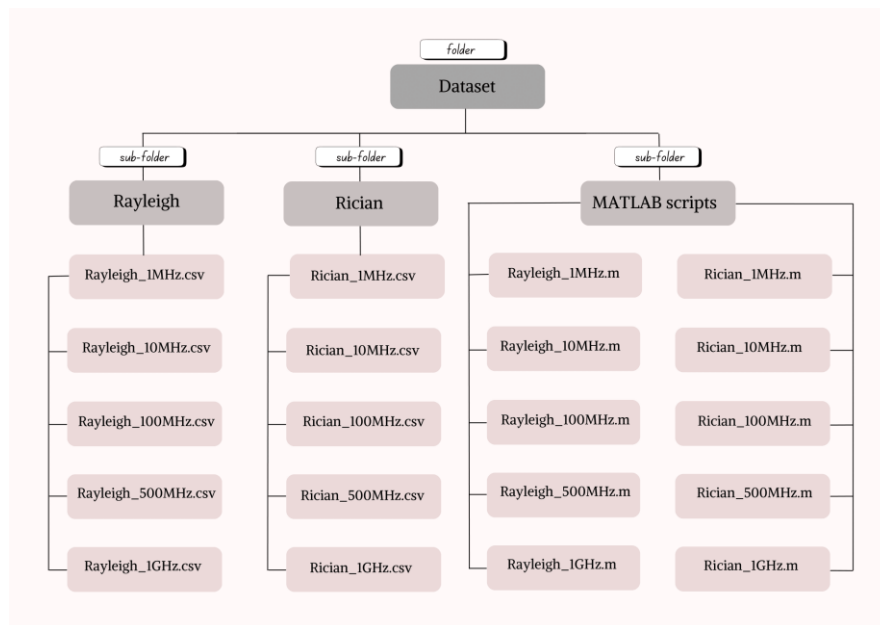 folder
Dataset
sub-folder
sub-folder
sub-folder
Rayleigh
Rician
MATLAB scripts
Rayleigh_1MHz.csv
Rician_1MHz.csv
Rayleigh_1MHz.m
Rician_1MHz.m
Rayleigh_10MHz.csv
Rician_10MHz.csv
Rayleigh_10MHz.m
Rician_10MHz.m
Rayleigh_100MHz.csv
Rician_100MHz.csv
Rayleigh_100MHz.m
Rician_100MHz.m
Rayleigh_500MHz.csv
Rician_500MHz.csv
Rayleigh_500MHz.m
Rician_500MHz.m
Rayleigh_1GHz.csv
Rician_1GHz.csv
Rayleigh_1GHz.m
Rician_1GHz.m